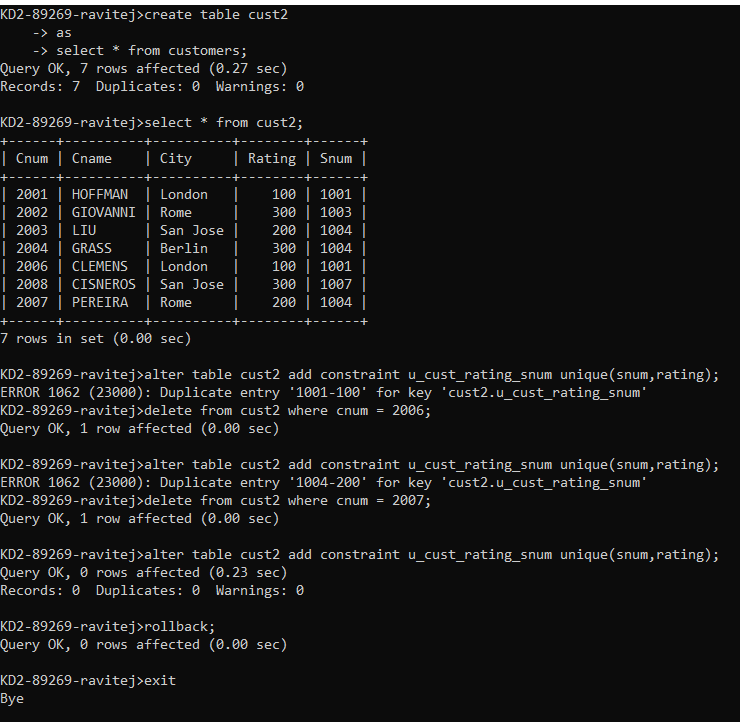 KD2-89269-ravitej>create table cust2
    -> as
    -> select * from customers;
Query OK, 7 rows affected (0.27 sec)
Records: 7  Duplicates: 0  Warnings: 0

KD2-89269-ravitej>select * from cust2;
+------+----------+----------+--------+------+
| Cnum | Cname    | City     | Rating | Snum |
+------+----------+----------+--------+------+
| 2001 | HOFFMAN  | London   |    100 | 1001 |
| 2002 | GIOVANNI | Rome     |    300 | 1003 |
| 2003 | LIU      | San Jose |    200 | 1004 |
| 2004 | GRASS    | Berlin   |    300 | 1004 |
| 2006 | CLEMENS  | London   |    100 | 1001 |
| 2008 | CISNEROS | San Jose |    300 | 1007 |
| 2007 | PEREIRA  | Rome     |    200 | 1004 |
+------+----------+----------+--------+------+
7 rows in set (0.00 sec)

KD2-89269-ravitej>alter table cust2 add constraint u_cust_rating_snum unique(snum,rating);
ERROR 1062 (23000): Duplicate entry '1001-100' for key 'cust2.u_cust_rating_snum'
KD2-89269-ravitej>delete from cust2 where cnum = 2006;
Query OK, 1 row affected (0.00 sec)

KD2-89269-ravitej>alter table cust2 add constraint u_cust_rating_snum unique(snum,rating);
ERROR 1062 (23000): Duplicate entry '1004-200' for key 'cust2.u_cust_rating_snum'
KD2-89269-ravitej>delete from cust2 where cnum = 2007;
Query OK, 1 row affected (0.00 sec)

KD2-89269-ravitej>alter table cust2 add constraint u_cust_rating_snum unique(snum,rating);
Query OK, 0 rows affected (0.23 sec)
Records: 0  Duplicates: 0  Warnings: 0

KD2-89269-ravitej>rollback;
Query OK, 0 rows affected (0.00 sec)

KD2-89269-ravitej>exit
Bye